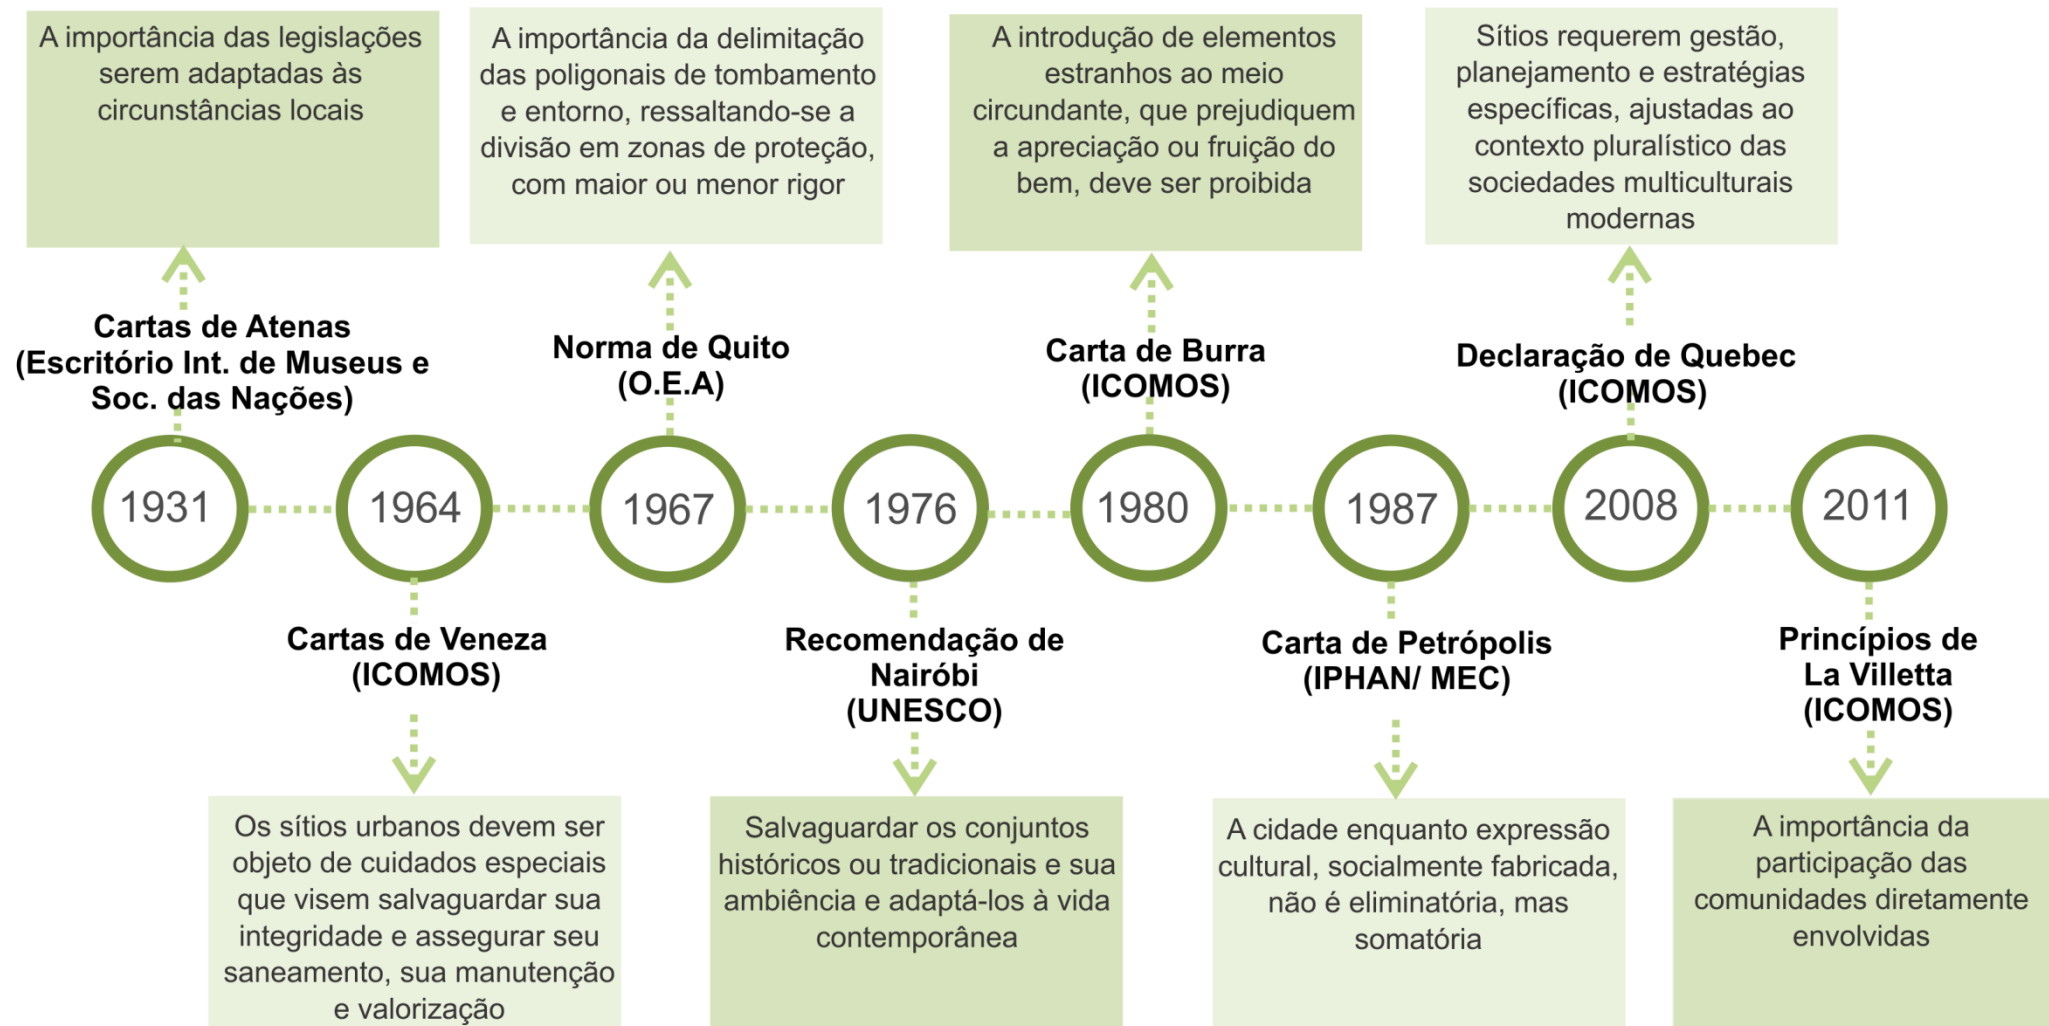 A importância das legislações
serem adaptadas às
circunstâncias locais
A importância da delimitação
das poligonais de tombamento
e entorno, ressaltando-se a
divisão em zonas de proteção,
com maior ou menor rigor
A introdução de elementos
estranhos ao meio
circundante, que prejudiquem
a apreciação ou fruição do
bem, deve ser proibida
Sítios requerem gestão,
planejamento e estratégias
específicas, ajustadas ao
contexto pluralístico das
sociedades multiculturais
modernas
Cartas de Atenas
(Escritório Int. de Museus e
Soc. das Nações)
Norma de Quito
(O.E.A)
Carta de Burra
(ICOMOS)
Declaração de Quebec
(ICOMOS)
1931
1964
1967
1976
1980
1987
2008
2011
Cartas de Veneza
(ICOMOS)
Recomendação de
Nairóbi
(UNESCO)
Carta de Petrópolis
(IPHAN/ MEC)
Princípios de
La Villetta
(ICOMOS)
Os sítios urbanos devem ser
objeto de cuidados especiais
que visem salvaguardar sua
integridade e assegurar seu
saneamento, sua manutenção
e valorização
Salvaguardar os conjuntos
históricos ou tradicionais e sua
ambiência e adaptá-los à vida
contemporânea
A cidade enquanto expressão
cultural, socialmente fabricada,
não é eliminatória, mas
somatória
A importância da
participação das
comunidades diretamente
envolvidas